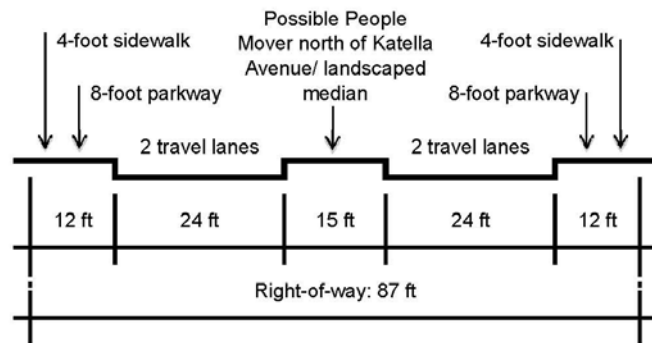 Possible People
4-foot sidewalk
Mover north of Katella
4-foot sidewalk
Avenue/ landscaped
8-foot parkway
median
8-foot parkway
2 travel lanes
2 travel lanes
12 ft
24 ft
15 ft
24 ft
12 ft
Right-of-way: 87 ft